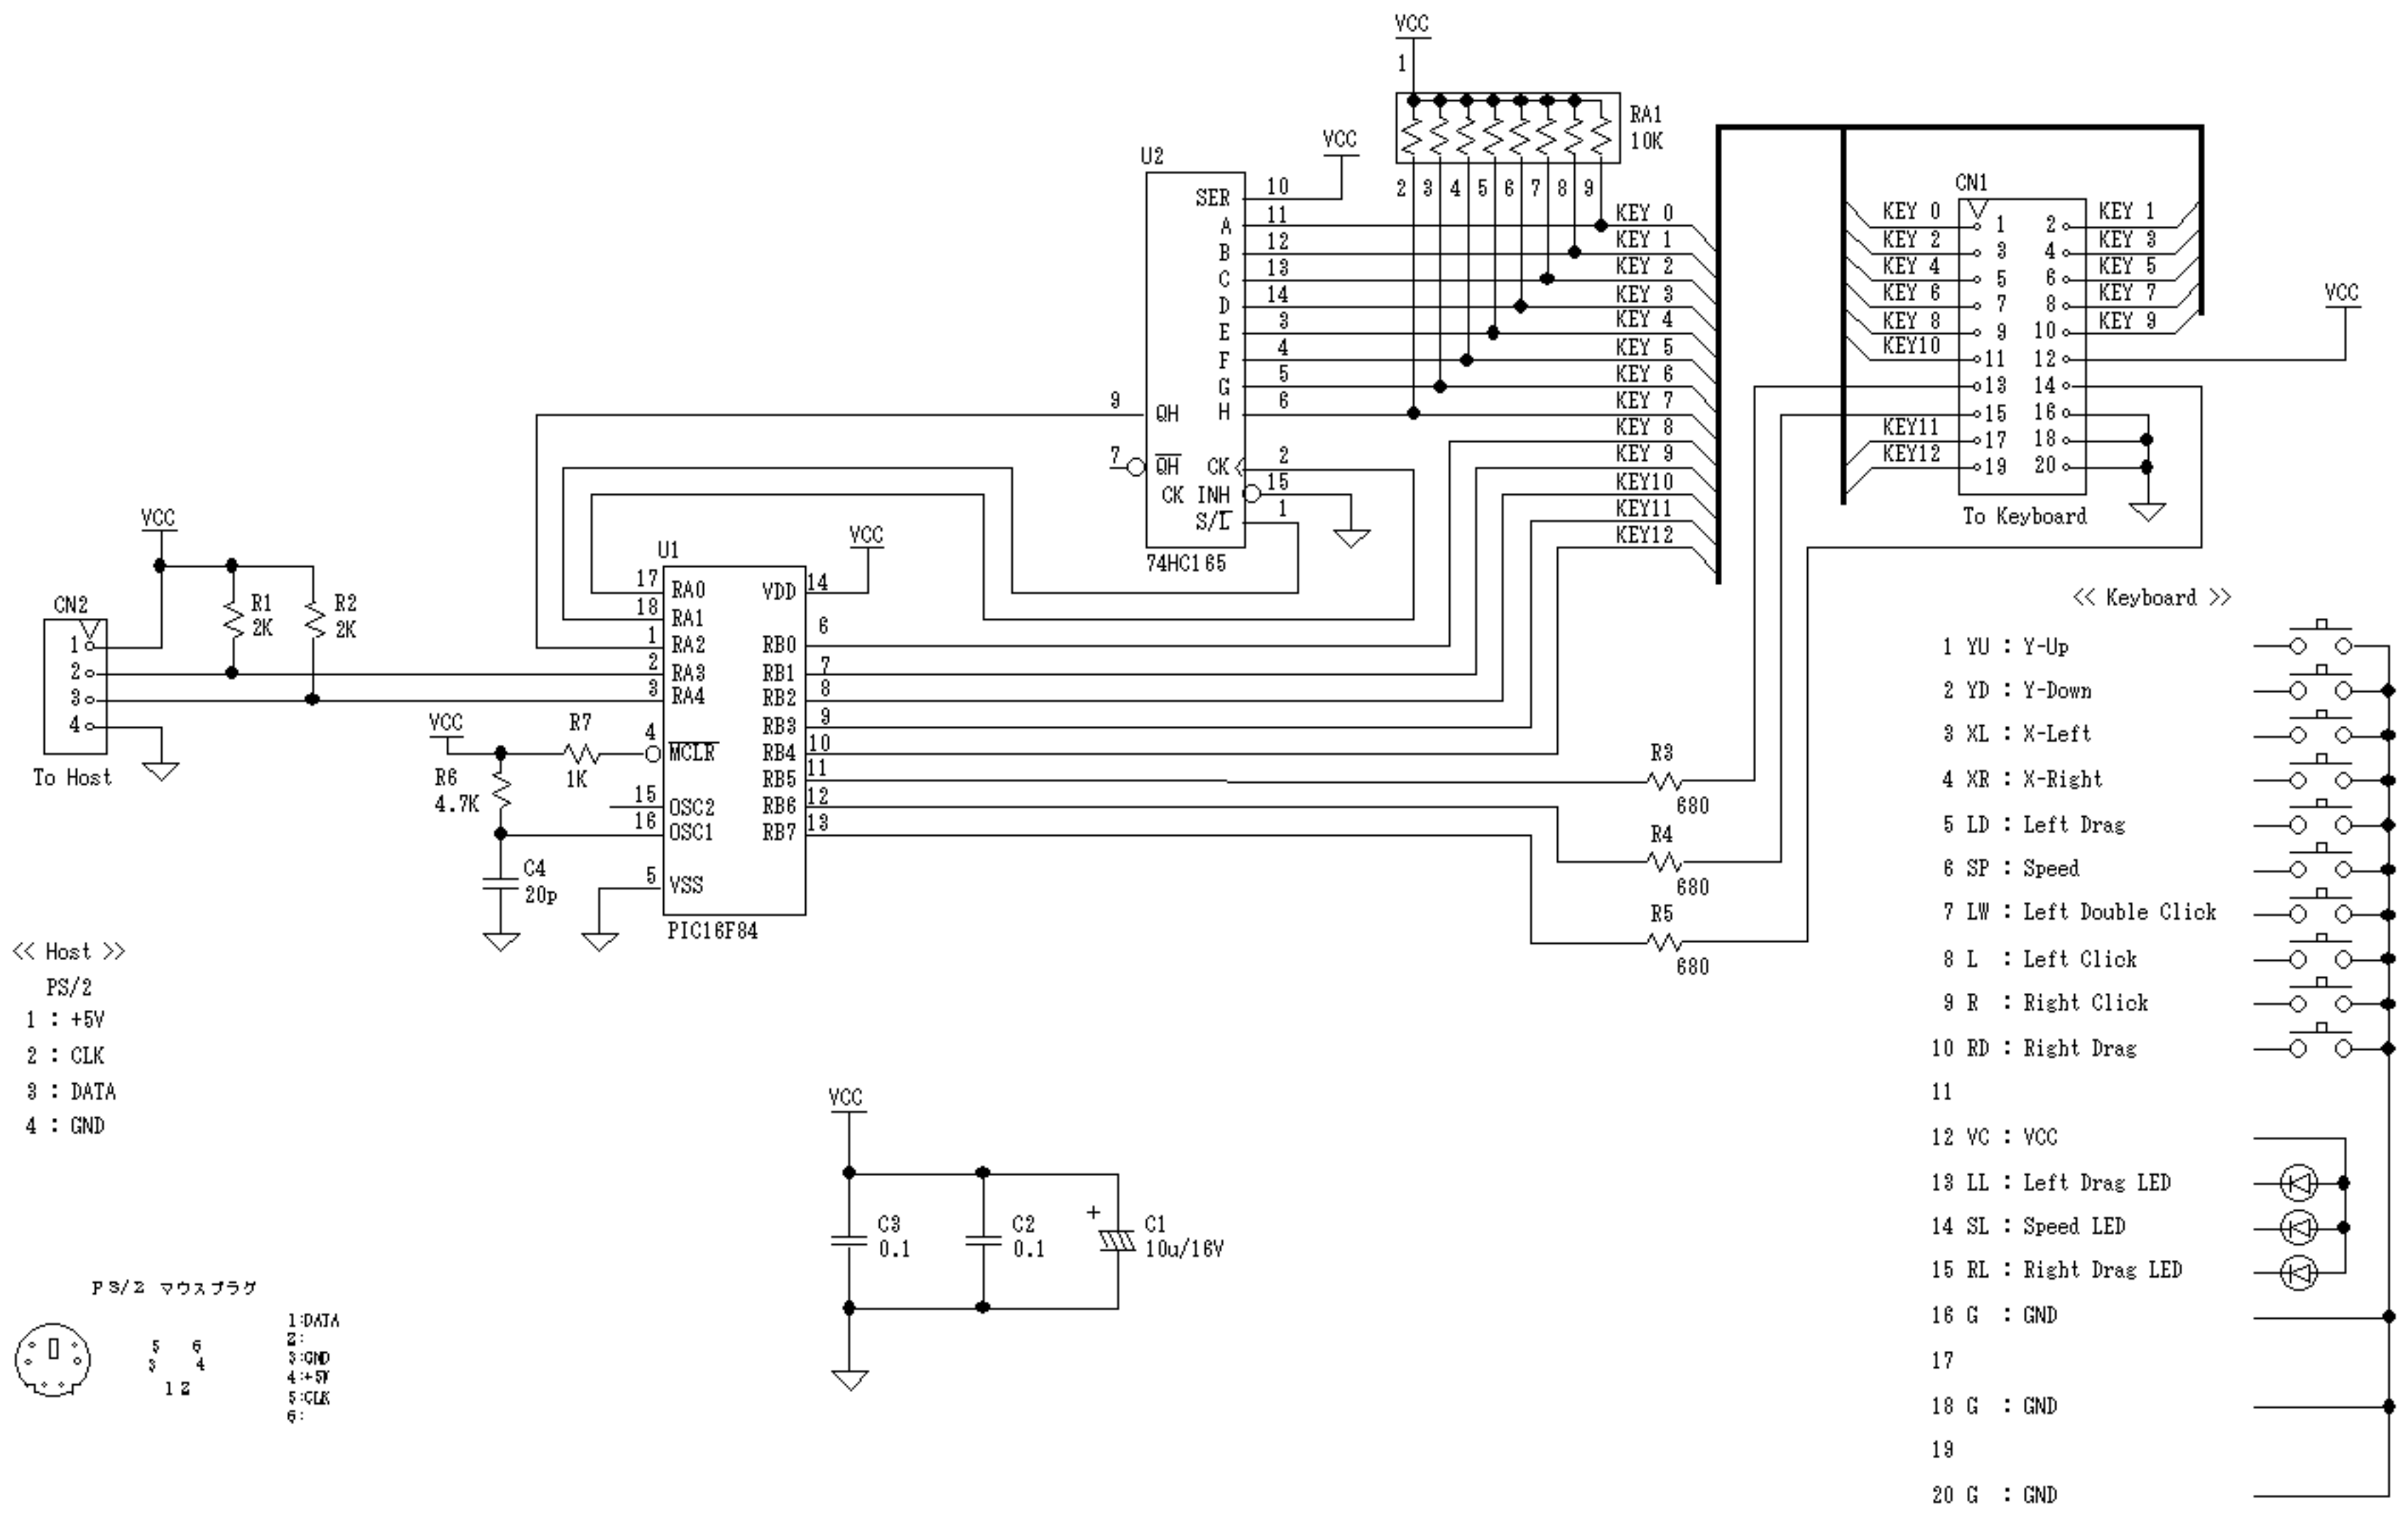 VCC
1
RA1
10K
2 3 4 5 6 7 8 9
U2
VCC
SER 10
A 11
B 12
C 13
D 14
E 3
F 4
G 5
H 6
9 QH
7 QH
CK 2
CK INH 15
S/L 1
74HC165
KEY 0
KEY 1
KEY 2
KEY 3
KEY 4
KEY 5
KEY 6
KEY 7
KEY 8
KEY 9
KEY10
KEY11
KEY12
CN1
KEY 0 1 2 KEY 1
KEY 2 3 4 KEY 3
KEY 4 5 6 KEY 5
KEY 6 7 8 KEY 7
KEY 8 9 10 KEY 9
KEY10 11 12
13 14
15 16
KEY11 17 18
KEY12 19 20
To Keyboard
VCC
VCC
CN2
1
2
3
4
To Host
R1
2K
R2
2K
U1
VCC
17 RA0 VDD 14
18 RA1
1 RA2 RB0 6
2 RA3 RB1 7
3 RA4 RB2 8
RB3 9
4 MCLR RB4 10
RB5 11
15 OSC2 RB6 12
16 OSC1 RB7 13
5 VSS
PIC16F84
VCC
R7
1K
R6
4.7K
C4
20p
R3
680
R4
680
R5
680
<< Host >>
PS/2
1 : +5V
2 : CLK
3 : DATA
4 : GND
VCC
C3
0.1
C2
0.1
+
C1
10u/16V
PS/2 マウスプラグ
5 6
3 4
1 2
1:DATA
2:
3:GND
4:+5V
5:CLK
6:
<< Keyboard >>
1 YU : Y-Up
2 YD : Y-Down
3 XL : X-Left
4 XR : X-Right
5 LD : Left Drag
6 SP : Speed
7 LW : Left Double Click
8 L : Left Click
9 R : Right Click
10 RD : Right Drag
11
12 VC : VCC
13 LL : Left Drag LED
14 SL : Speed LED
15 RL : Right Drag LED
16 G : GND
17
18 G : GND
19
20 G : GND